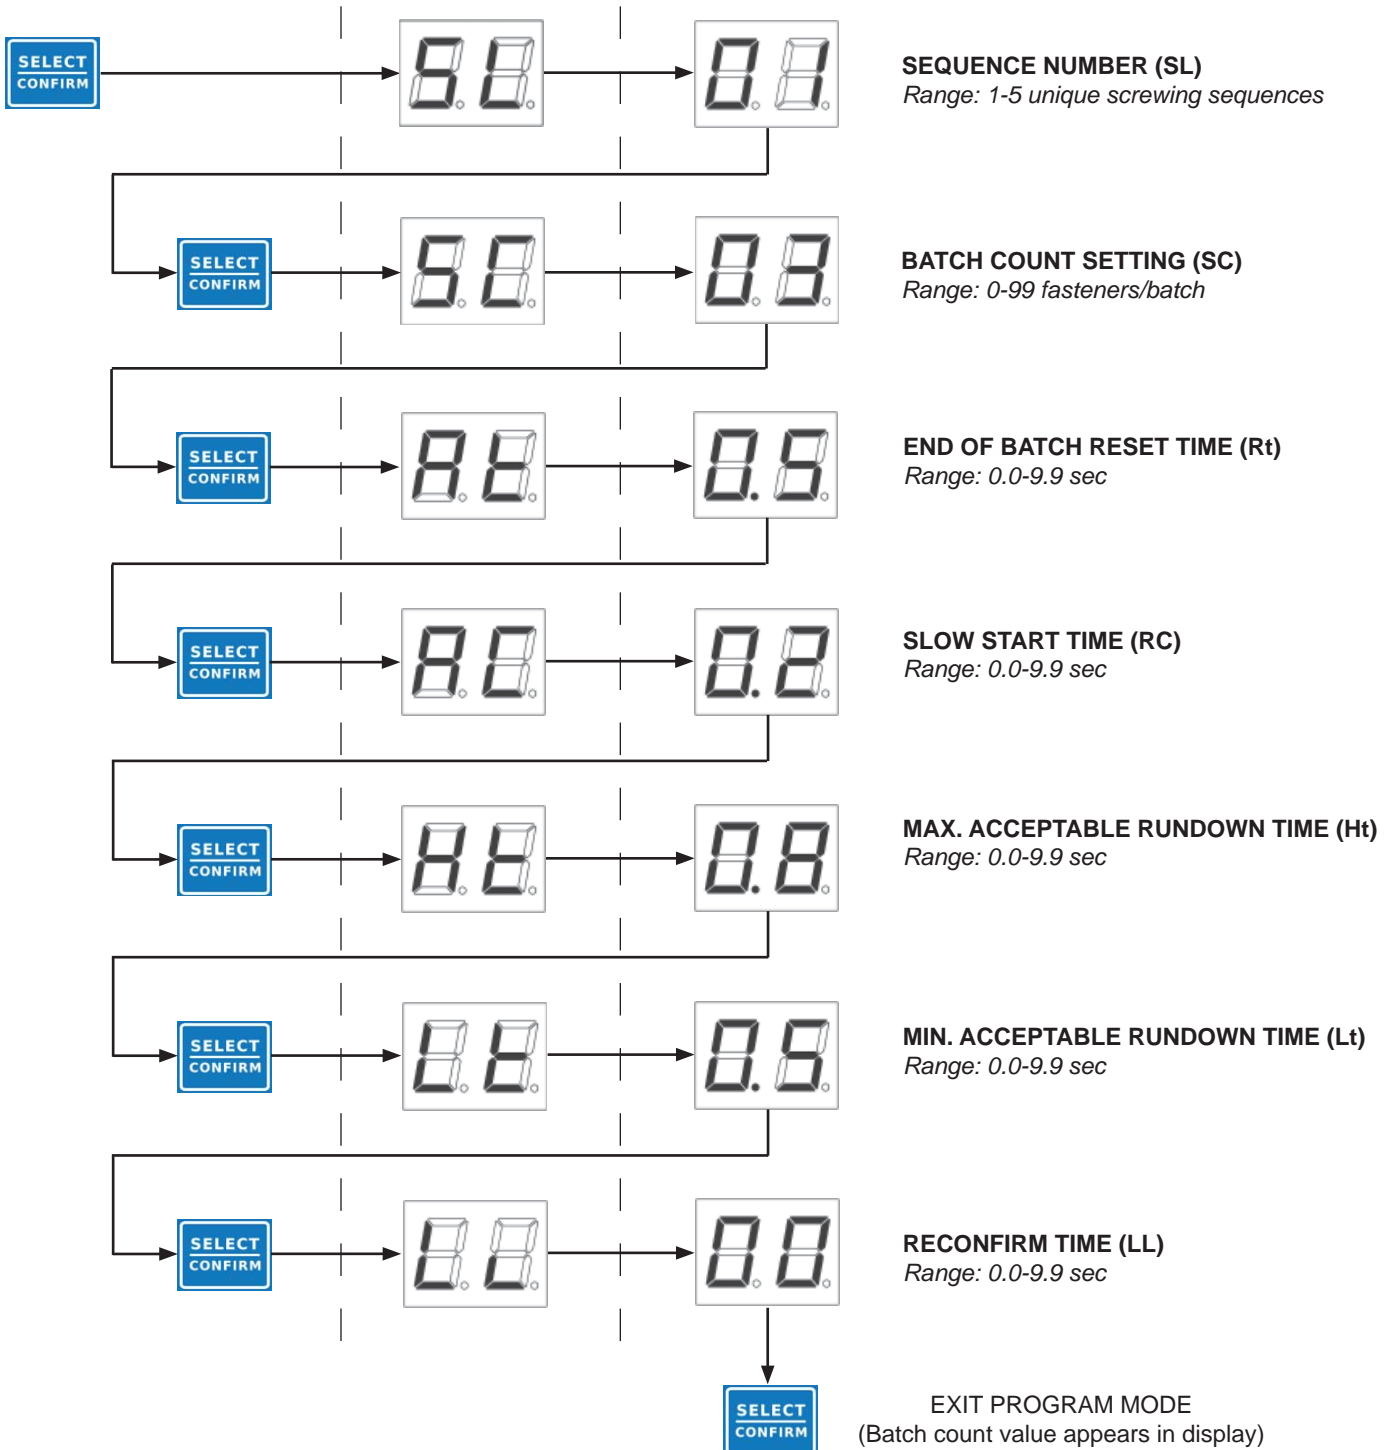 SELECT
CONFIRM
SL
01
SEQUENCE NUMBER (SL)
Range: 1-5 unique screwing sequences
SELECT
CONFIRM
SC
03
BATCH COUNT SETTING (SC)
Range: 0-99 fasteners/batch
SELECT
CONFIRM
Rt
0.5
END OF BATCH RESET TIME (Rt)
Range: 0.0-9.9 sec
SELECT
CONFIRM
RC
0.2
SLOW START TIME (RC)
Range: 0.0-9.9 sec
SELECT
CONFIRM
Ht
0.8
MAX. ACCEPTABLE RUNDOWN TIME (Ht)
Range: 0.0-9.9 sec
SELECT
CONFIRM
Lt
0.5
MIN. ACCEPTABLE RUNDOWN TIME (Lt)
Range: 0.0-9.9 sec
SELECT
CONFIRM
LL
00
RECONFIRM TIME (LL)
Range: 0.0-9.9 sec
SELECT
CONFIRM
EXIT PROGRAM MODE
(Batch count value appears in display)